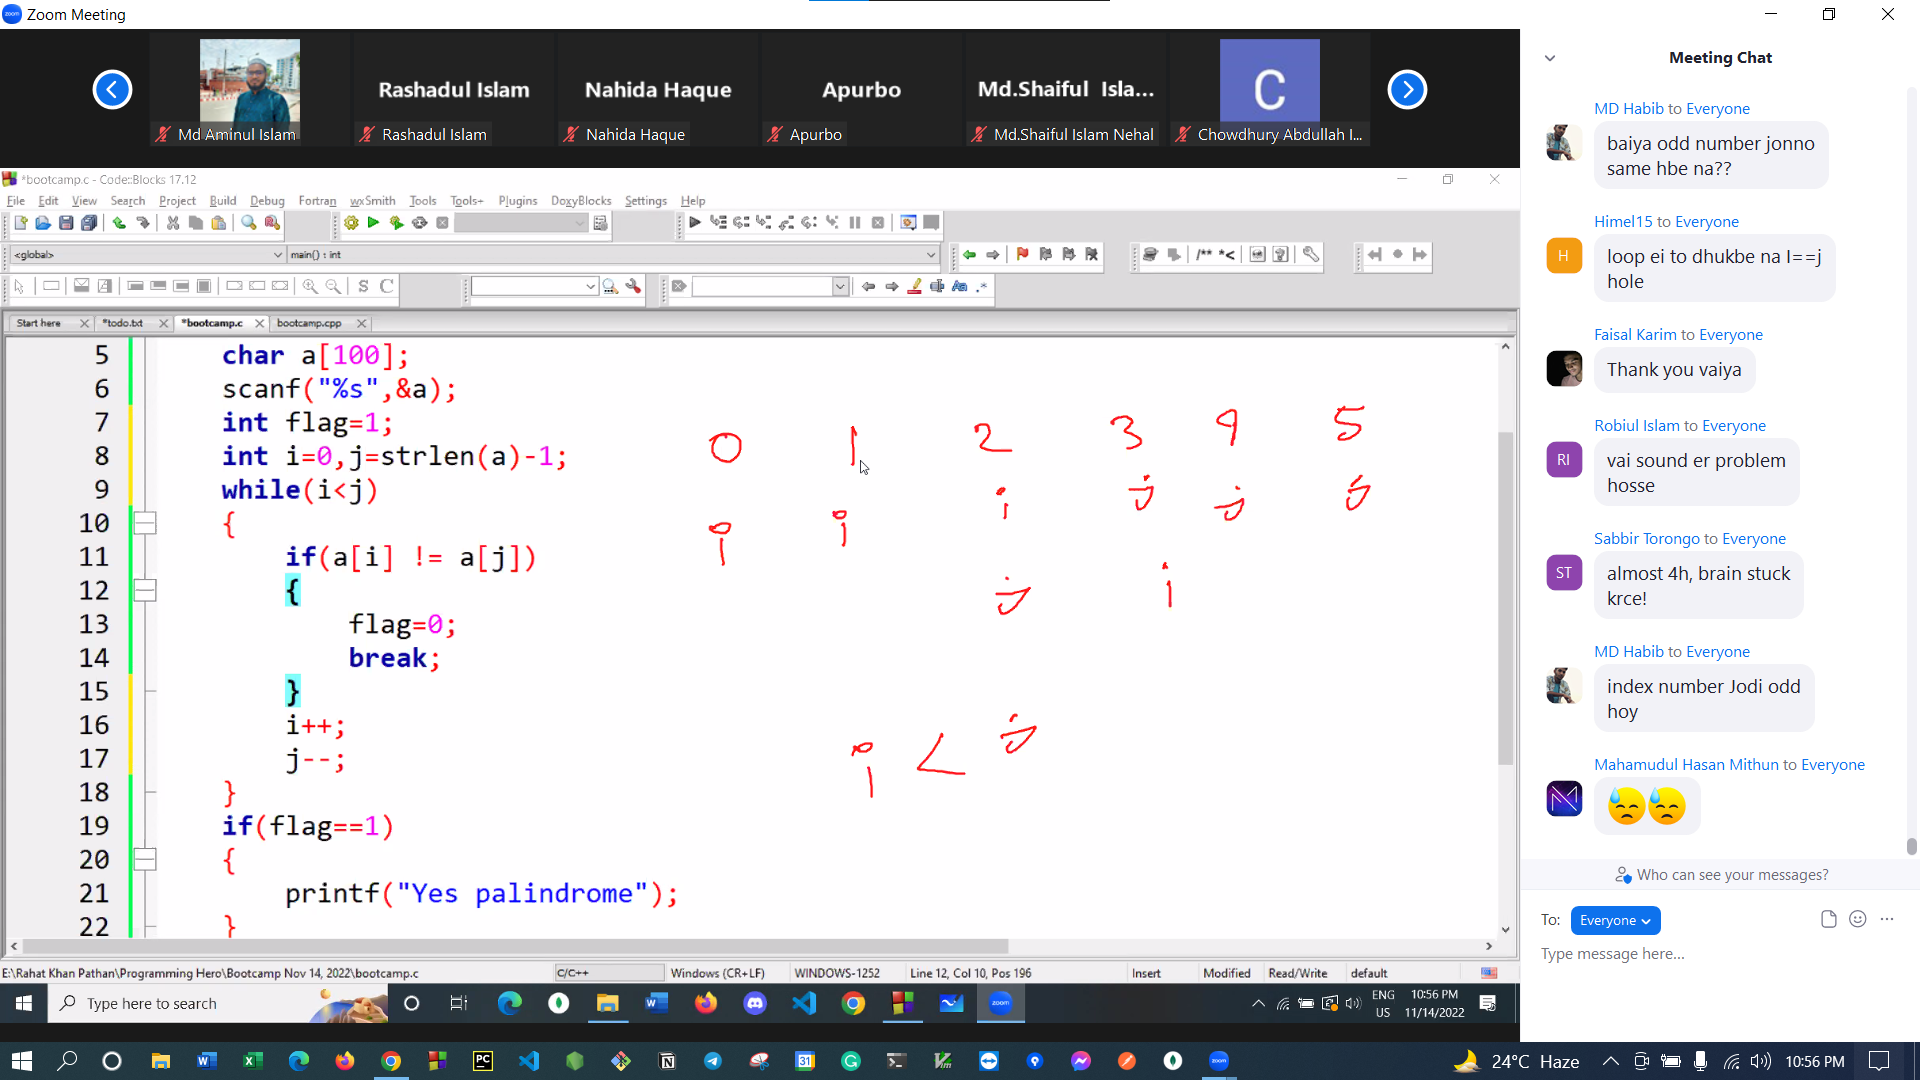 Zoom Meeting
Rashadul Islam
Nahida Haque
Apurbo
Md.Shaiful Isla...
C
Md Aminul Islam
Rashadul Islam
Nahida Haque
Apurbo
Md.Shaiful Islam Nehal
Chowdhury Abdullah I...
*bootcamp.c - Code::Blocks 17.12
File Edit View Search Project Build Debug Fortran wxSmith Tools Tools+ Plugins DoxyBlocks Settings Help
<global>
main() : int
Start here
*todo.txt
*bootcamp.c
bootcamp.cpp
5 char a[100];
6 scanf("%s",&a);
7 int flag=1;
8 int i=0,j=strlen(a)-1;
9 while(i<j)
10 {
11 if(a[i] != a[j])
12 {
13 flag=0;
14 break;
15 }
16 i++;
17 j--;
18 }
19 if(flag==1)
20 {
21 printf("Yes palindrome");
22 }
0 1 2 3 4 5
i i i j j j
j i
i < j
E:\Rahat Khan Pathan\Programming Hero\Bootcamp Nov 14, 2022\bootcamp.c
C/C++
Windows (CR+LF)
WINDOWS-1252
Line 12, Col 10, Pos 196
Insert
Modified
Read/Write
default
Type here to search
ENG
US
10:56 PM
11/14/2022
Meeting Chat
MD Habib to Everyone
baiya odd number jonno
same hbe na??
Himel15 to Everyone
H
loop ei to dhukbe na I==j
hole
Faisal Karim to Everyone
Thank you vaiya
Robiul Islam to Everyone
RI
vai sound er problem
hosse
Sabbir Torongo to Everyone
ST
almost 4h, brain stuck
krce!
MD Habib to Everyone
index number Jodi odd
hoy
Mahamudul Hasan Mithun to Everyone
😓😓
Who can see your messages?
To: Everyone
Type message here...
24°C Haze
10:56 PM